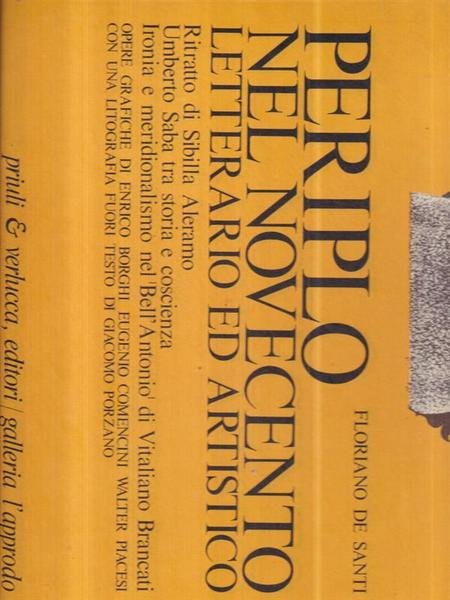 FLORIANO DE SANTI
PERIPLO
NEL NOVECENTO
LETTERARIO ED ARTISTICO
Ritratto di Sibilla Aleramo
Umberto Saba tra storia e coscienza
Ironia e meridionalismo nel 'Bell'Antonio' di Vitaliano Brancati
OPERE GRAFICHE DI ENRICO BORGHI EUGENIO COMENCINI WALTER PIACESI
CON UNA LITOGRAFIA FUORI TESTO DI GIACOMO PORZANO
priuli & verlucca, editori / galleria l'approdo